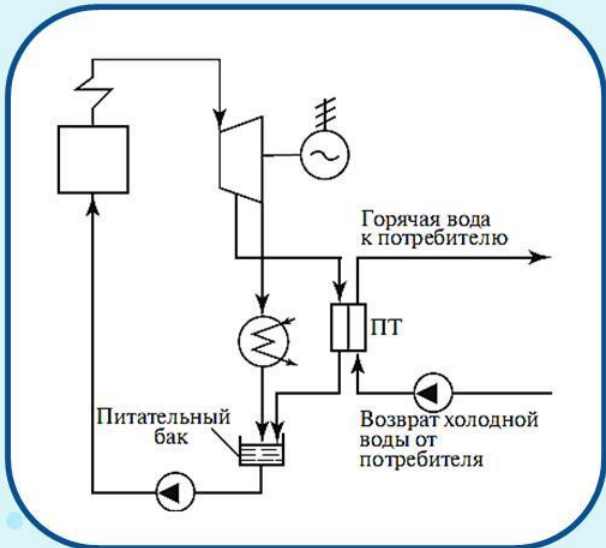 Горячая вода
к потребителю
ПТ
Питательный
бак
Возврат холодной
воды от
потребителя